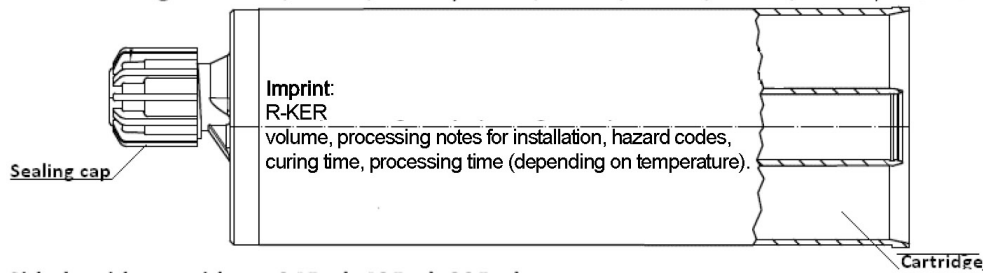 Imprint:
R-KER
volume, processing notes for installation, hazard codes,
curing time, processing time (depending on temperature).
Sealing cap
Cartridge